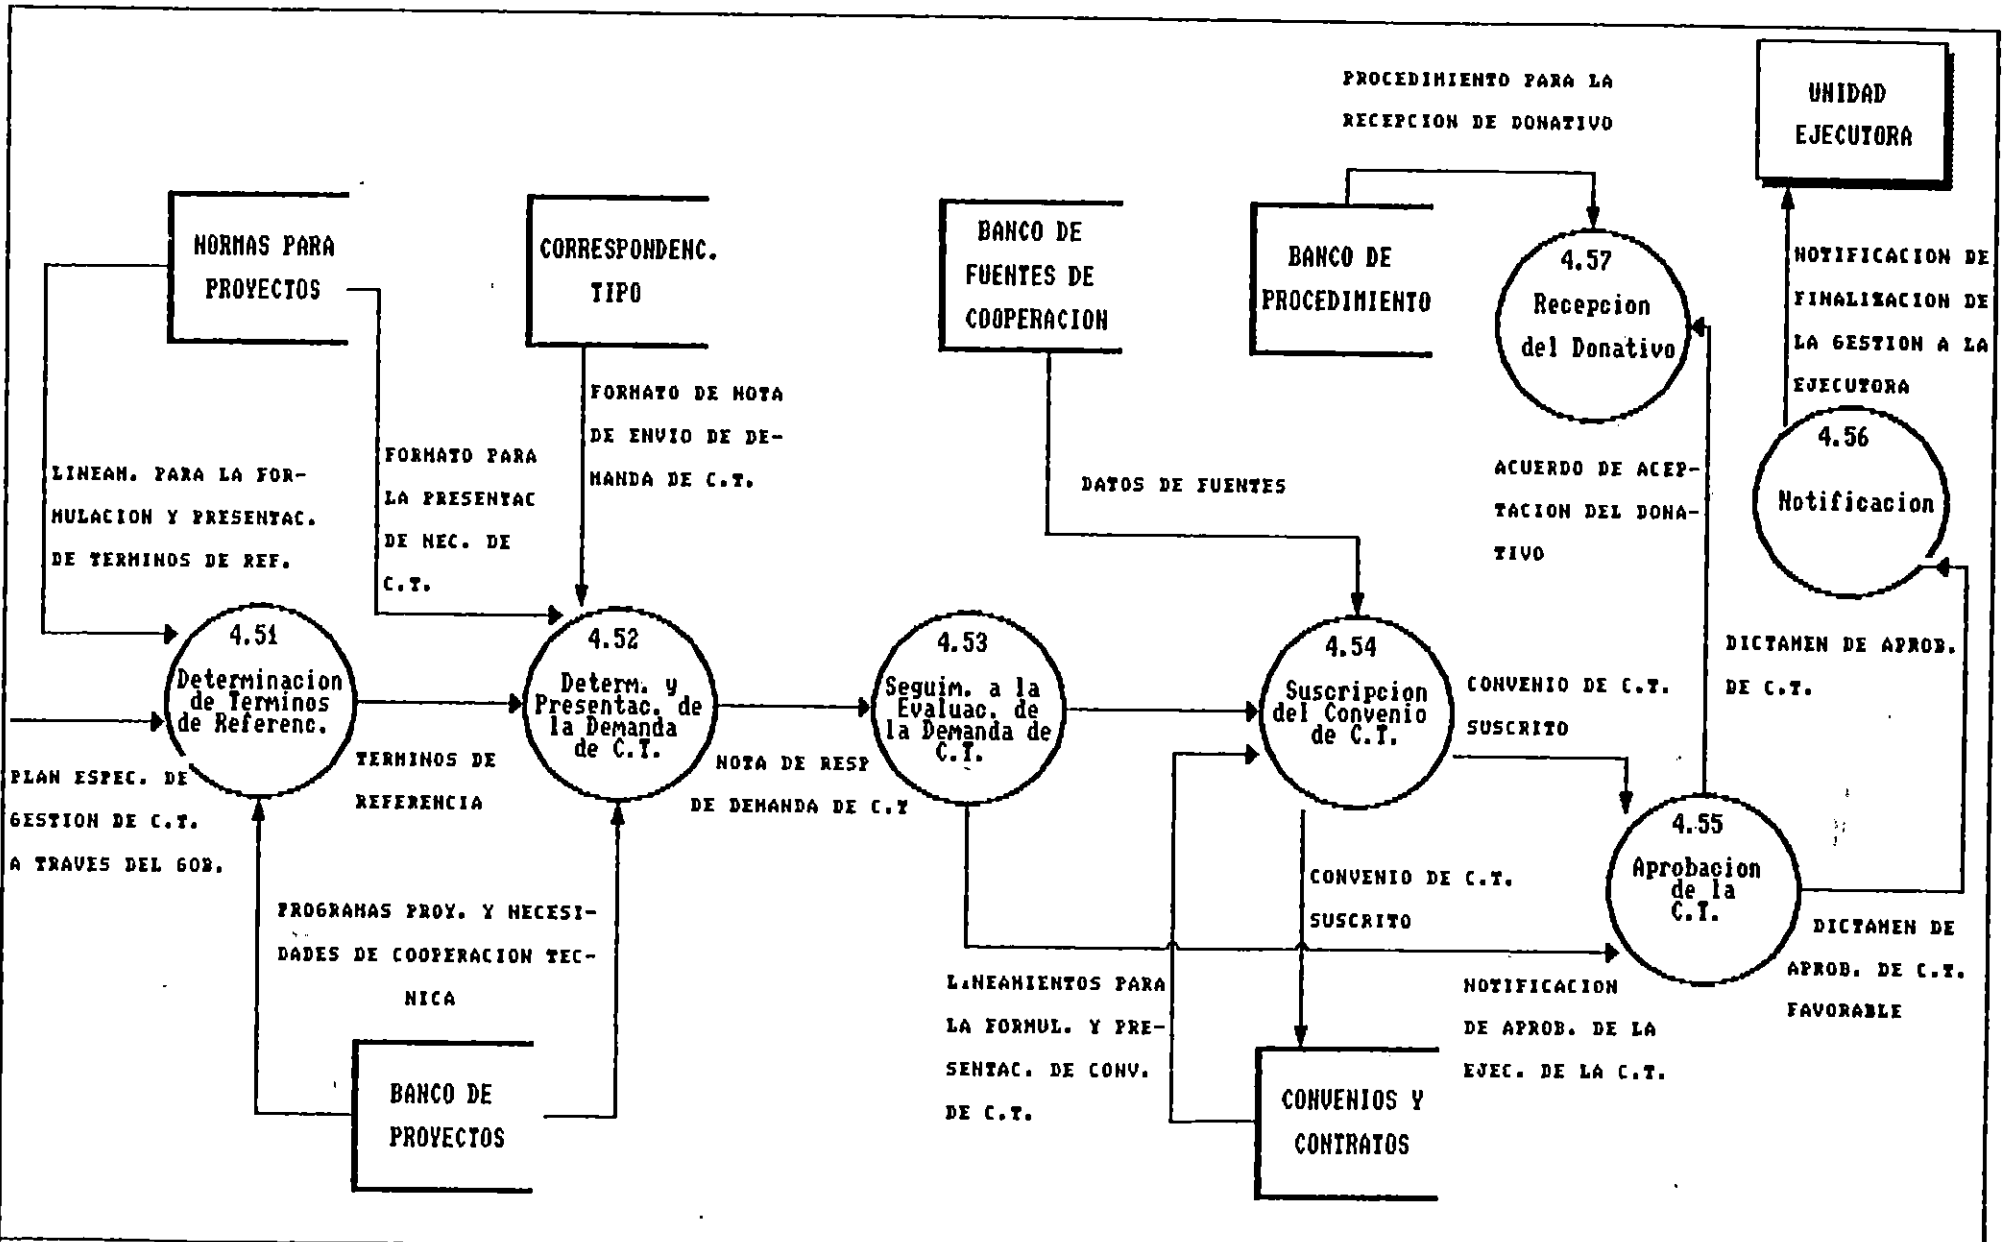 PROCEDIMIENTO PARA LA
RECEPCION DE DONATIVO
UNIDAD
EJECUTORA
NORMAS PARA
PROYECTOS
CORRESPONDENC.
TIPO
BANCO DE
FUENTES DE
COOPERACION
BANCO DE
PROCEDIMIENTO
4.57
Recepcion
del Donativo
NOTIFICACION DE
FINALIZACION DE
LA GESTION A LA
EJECUTORA
LINEAM. PARA LA FOR-
MULACION Y PRESENTAC.
DE TERMINOS DE REF.
FORMATO PARA
LA PRESENTAC
DE NEC. DE
C.T.
FORMATO DE NOTA
DE ENVIO DE DE-
MANDA DE C.T.
DATOS DE FUENTES
ACUERDO DE ACEP-
TACION DEL DONA-
TIVO
4.56
Notificacion
4.51
Determinacion
de Terminos
de Referenc.
4.52
Determ. y
Presentac. de
la Demanda
de C.T.
4.53
Seguim. a la
Evaluac. de
la Demanda de
C.T.
4.54
Suscripcion
del Convenio
de C.T.
CONVENIO DE C.T.
SUSCRITO
DICTAMEN DE APROB.
DE C.T.
PLAN ESPEC. DE
GESTION DE C.T.
A TRAVES DEL GOB.
TERMINOS DE
REFERENCIA
NOTA DE RESP
DE DEMANDA DE C.T
4.55
Aprobacion
de la
C.T.
PROGRAMAS PROY. Y NECESI-
DADES DE COOPERACION TEC-
NICA
CONVENIO DE C.T.
SUSCRITO
DICTAMEN DE
APROB. DE C.T.
FAVORABLE
LINEAMIENTOS PARA
LA FORMUL. Y PRE-
SENTAC. DE CONV.
DE C.T.
NOTIFICACION
DE APROB. DE LA
EJEC. DE LA C.T.
BANCO DE
PROYECTOS
CONVENIOS Y
CONTRATOS